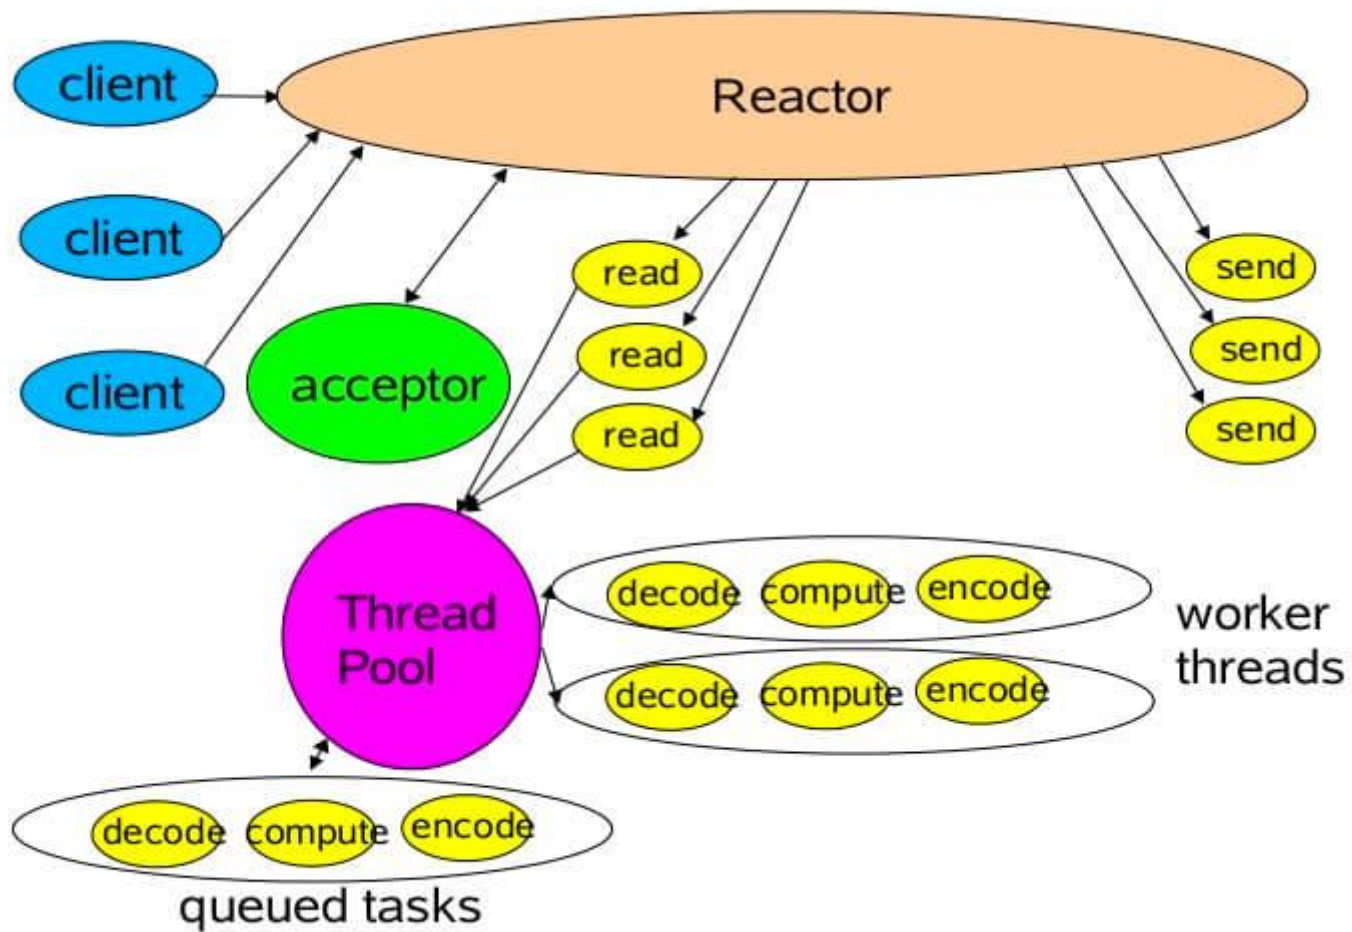 client
Reactor
client
client
acceptor
read
read
read
send
send
send
Thread
Pool
decode compute encode
decode compute encode
worker
threads
decode compute encode
queued tasks